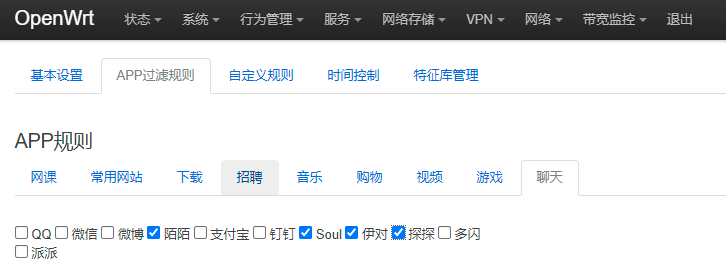 OpenWrt 状态 系统 行为管理 服务 网络存储 VPN 网络 带宽监控 退出
基本设置 APP过滤规则 自定义规则 时间控制 特征库管理
APP规则
网课 常用网站 下载 招聘 音乐 购物 视频 游戏 聊天
QQ 微信 微博 陌陌 支付宝 钉钉 Soul 伊对 探探 多闪
派派